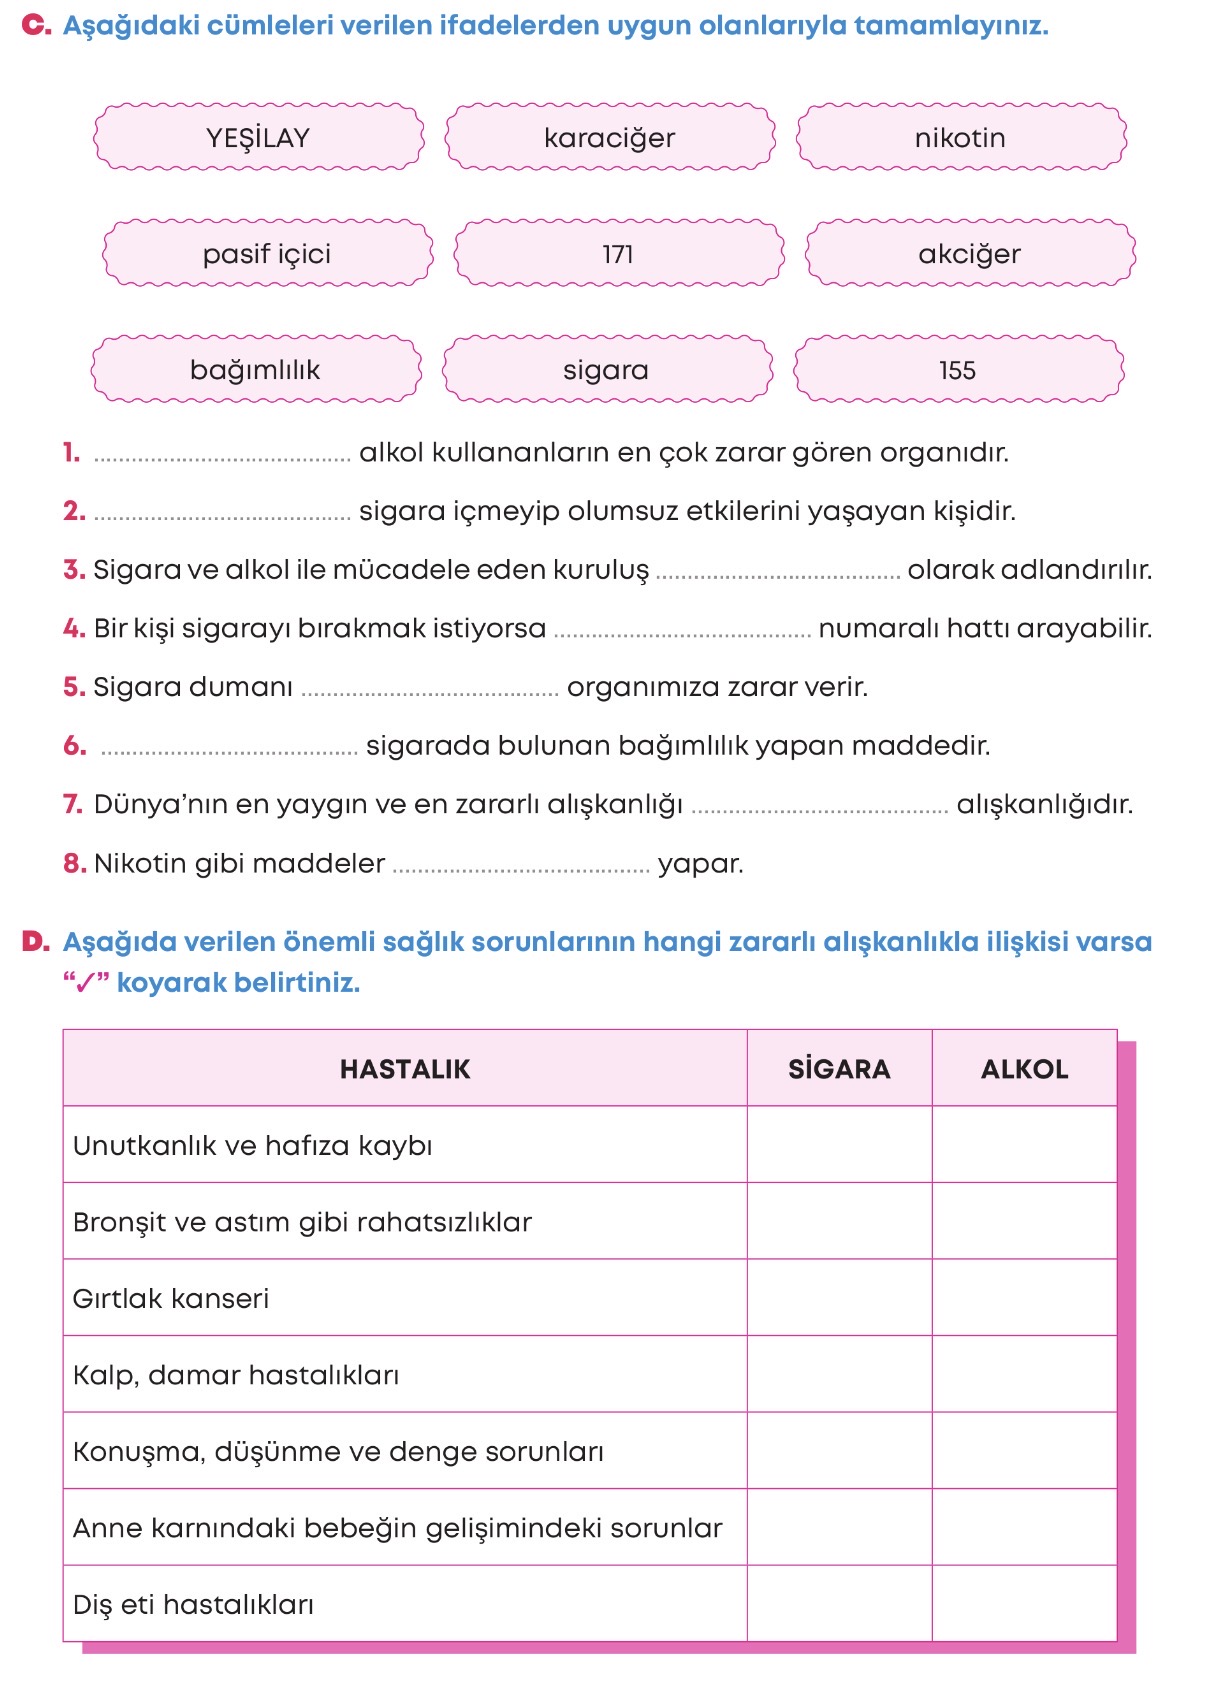 C. Aşağıdaki cümleleri verilen ifadelerden uygun olanlarıyla tamamlayınız.
YEŞİLAY karaciğer nikotin
pasif içici 171 akciğer
bağımlılık sigara 155
1. ......................................... alkol kullananların en çok zarar gören organıdır.
2. ......................................... sigara içmeyip olumsuz etkilerini yaşayan kişidir.
3. Sigara ve alkol ile mücadele eden kuruluş ....................................... olarak adlandırılır.
4. Bir kişi sigarayı bırakmak istiyorsa ......................................... numaralı hattı arayabilir.
5. Sigara dumanı ......................................... organımıza zarar verir.
6. ......................................... sigarada bulunan bağımlılık yapan maddedir.
7. Dünya’nın en yaygın ve en zararlı alışkanlığı ......................................... alışkanlığıdır.
8. Nikotin gibi maddeler ......................................... yapar.
D. Aşağıda verilen önemli sağlık sorunlarının hangi zararlı alışkanlıkla ilişkisi varsa
“✓” koyarak belirtiniz.
HASTALIK SİGARA ALKOL
Unutkanlık ve hafıza kaybı
Bronşit ve astım gibi rahatsızlıklar
Gırtlak kanseri
Kalp, damar hastalıkları
Konuşma, düşünme ve denge sorunları
Anne karnındaki bebeğin gelişimindeki sorunlar
Diş eti hastalıkları